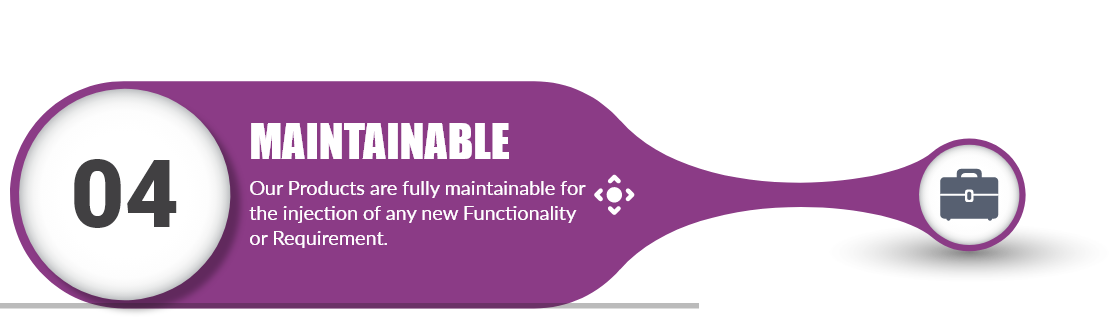 04
MAINTAINABLE
Our Products are fully maintainable for
the injection of any new Functionality
or Requirement.